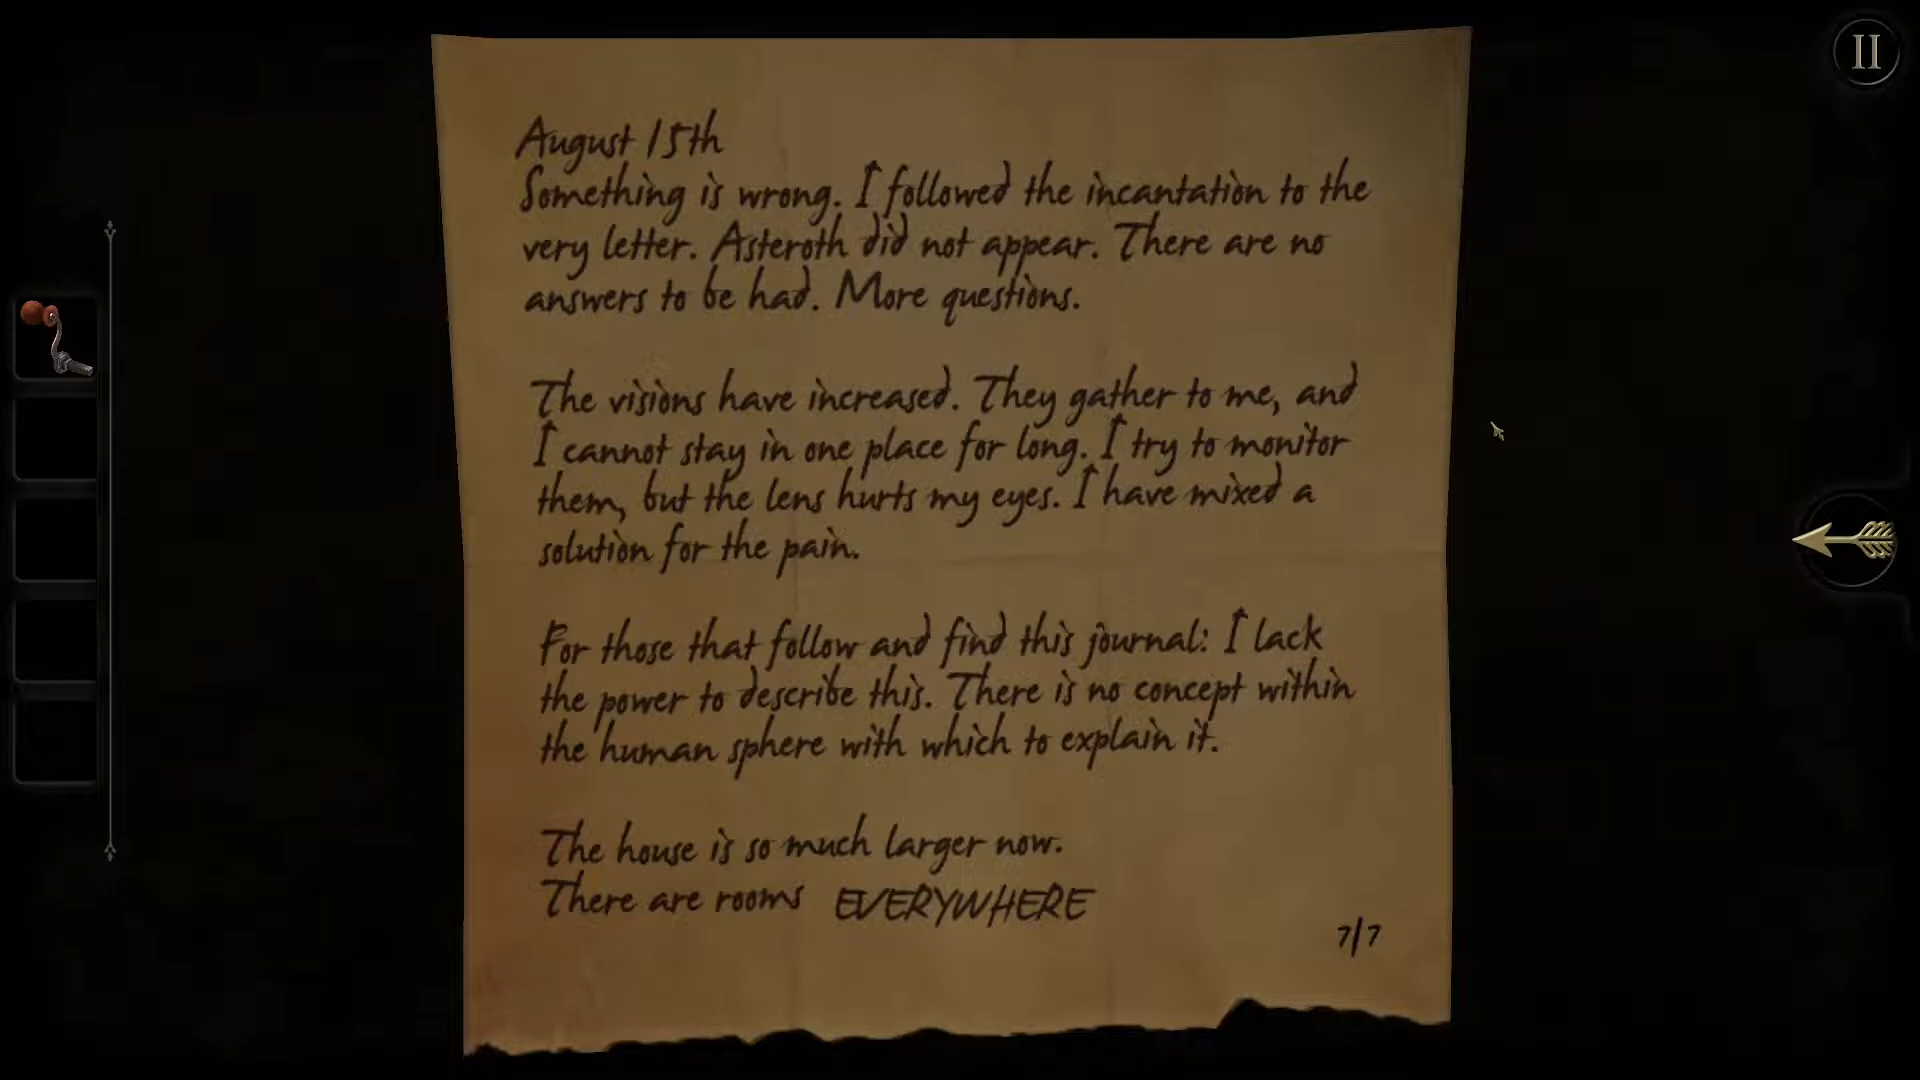 August 15th
Something is wrong. I followed the incantation to the
very letter. Asteroth did not appear. There are no
answers to be had. More questions.
The visions have increased. They gather to me, and
I cannot stay in one place for long. I try to monitor
them, but the lens hurts my eyes. I have mixed a
solution for the pain.
For those that follow and find this journal: I lack
the power to describe this. There is no concept within
the human sphere with which to explain it.
The house is so much larger now.
There are rooms EVERYWHERE
7/7